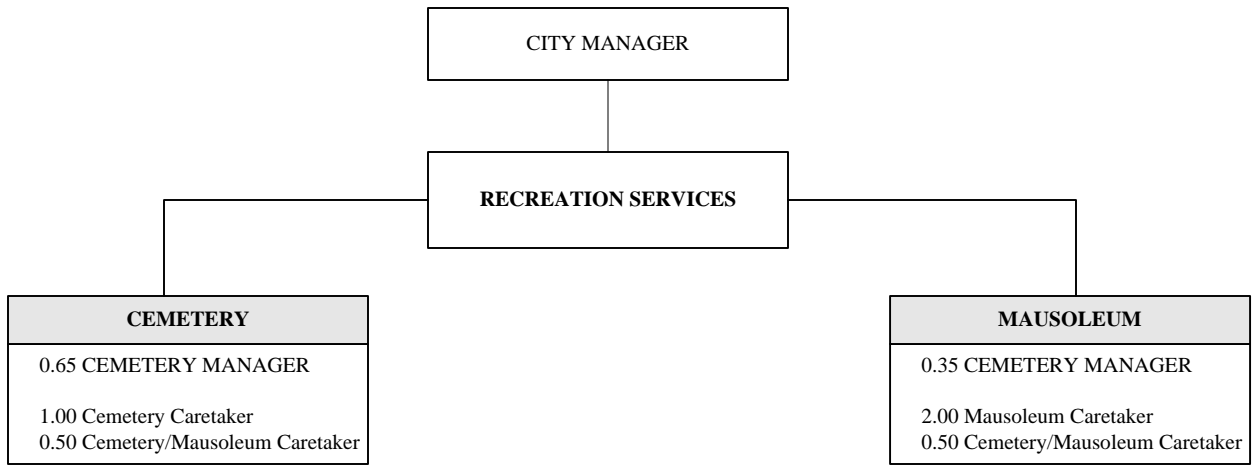 CITY MANAGER
RECREATION SERVICES
CEMETERY
0.65 CEMETERY MANAGER
1.00 Cemetery Caretaker
0.50 Cemetery/Mausoleum Caretaker
MAUSOLEUM
0.35 CEMETERY MANAGER
2.00 Mausoleum Caretaker
0.50 Cemetery/Mausoleum Caretaker